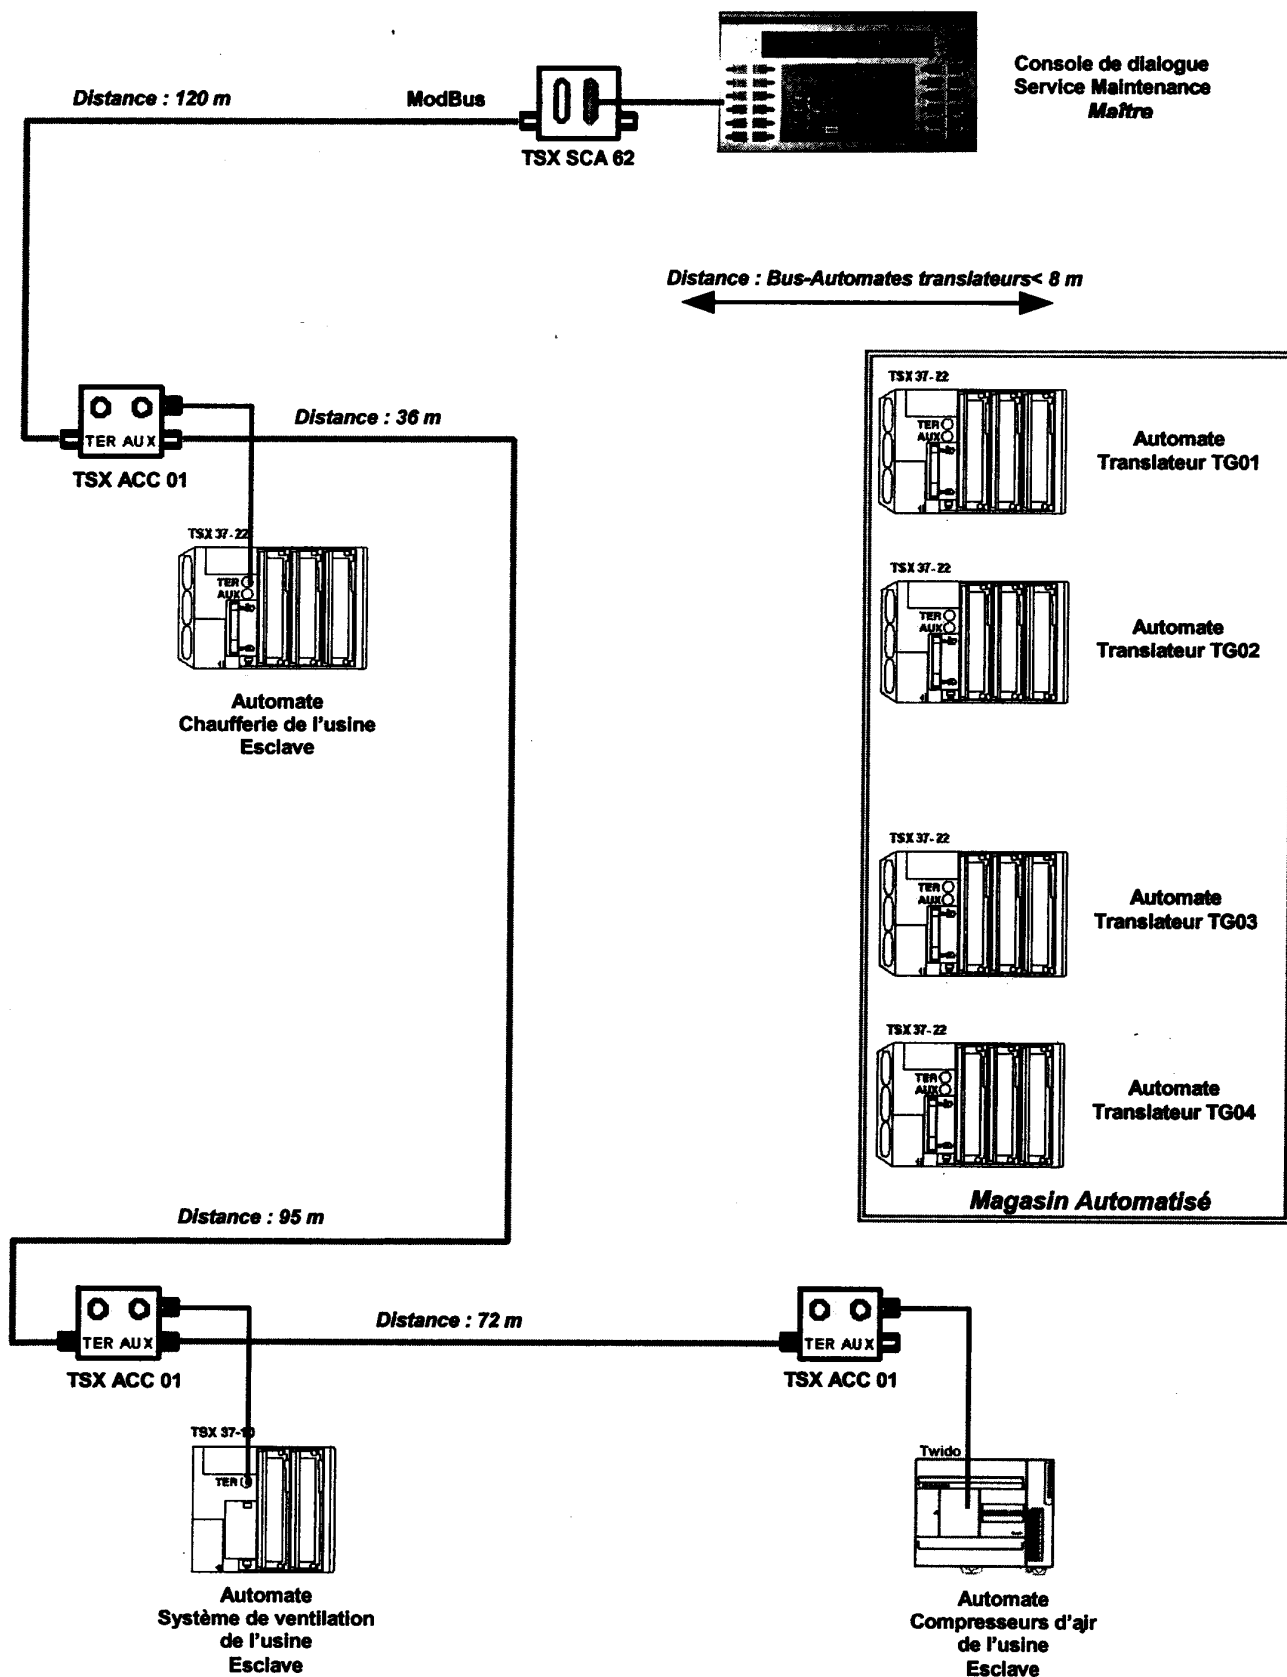 Console de dialogue
Service Maintenance
Maître
Distance : 120 m
ModBus
TSX SCA 62
Distance : Bus-Automates translateurs< 8 m
TSX 37-22
TER
AUX
Automate
Translateur TG01
Distance : 36 m
TER AUX
TSX ACC 01
TSX 37-22
TER
AUX
Automate
Chaufferie de l'usine
Esclave
TSX 37-22
TER
AUX
Automate
Translateur TG02
TSX 37-22
TER
AUX
Automate
Translateur TG03
TSX 37-22
TER
AUX
Automate
Translateur TG04
Magasin Automatisé
Distance : 95 m
TER AUX
TSX ACC 01
Distance : 72 m
TER AUX
TSX ACC 01
TSX 37-10
TER
Automate
Système de ventilation
de l'usine
Esclave
Twido
Automate
Compresseurs d'air
de l'usine
Esclave